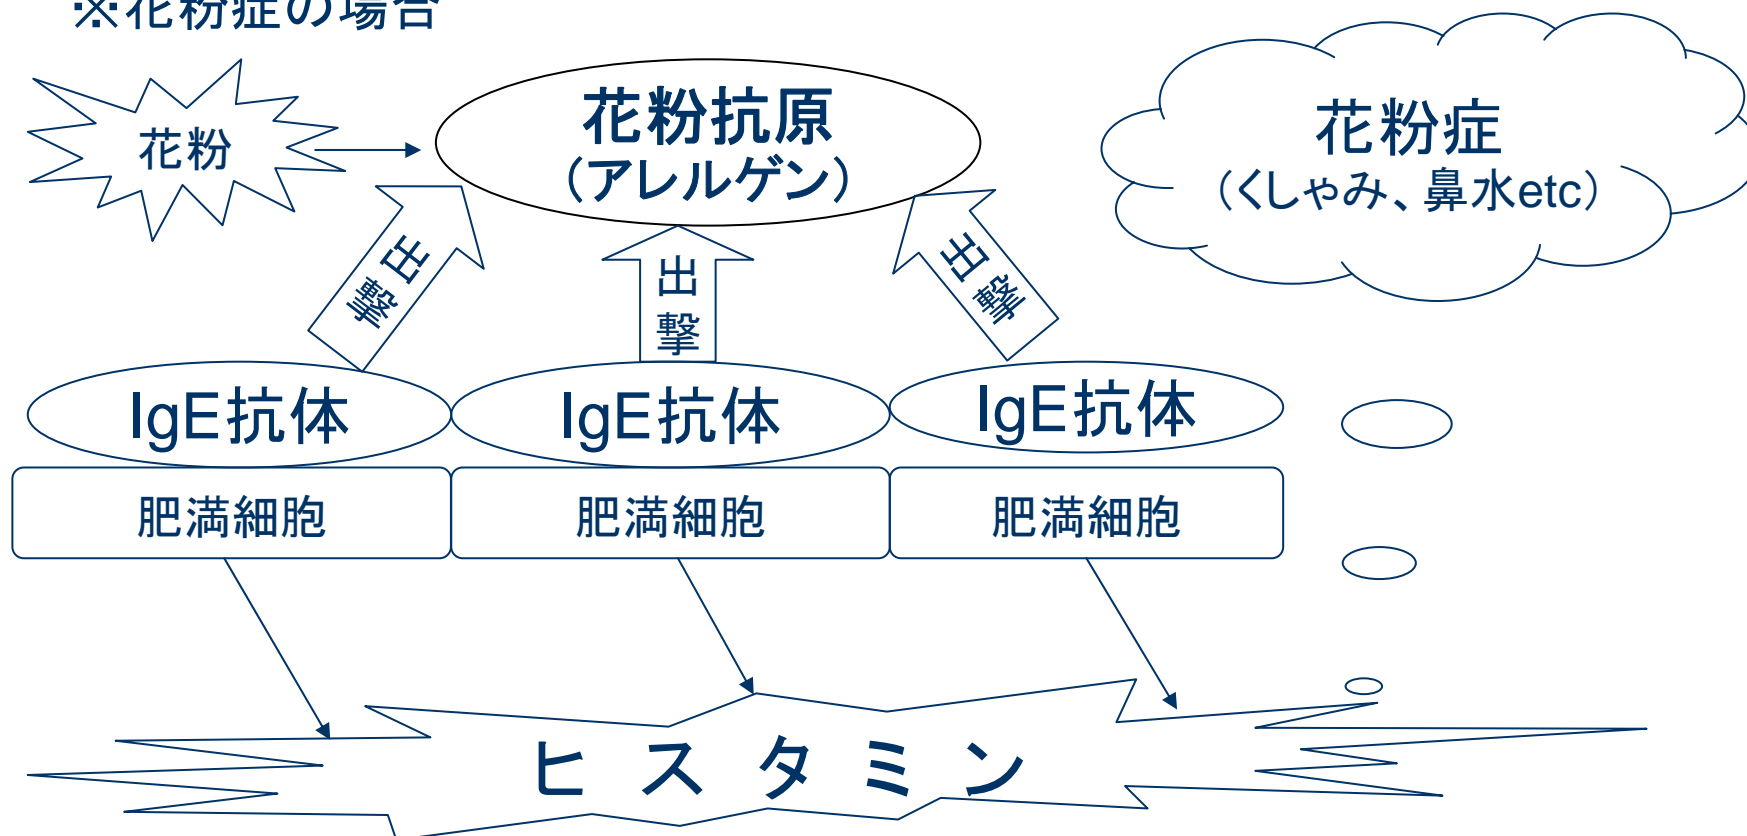 ※花粉症の場合
花粉
花粉抗原
（アレルゲン）
花粉症
（くしゃみ、鼻水etc）
出撃
出撃
出撃
IgE抗体
IgE抗体
IgE抗体
肥満細胞
肥満細胞
肥満細胞
ヒスタミン